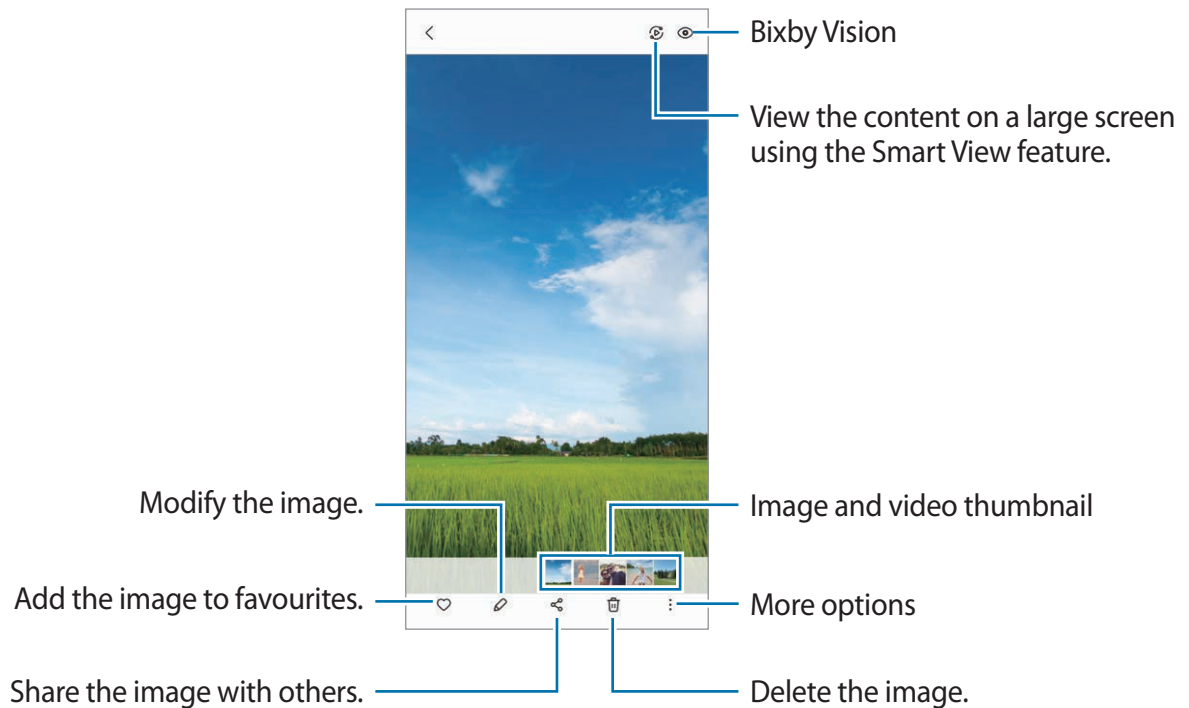 Bixby Vision
View the content on a large screen
using the Smart View feature.
Modify the image.
Image and video thumbnail
Add the image to favourites.
More options
Share the image with others.
Delete the image.